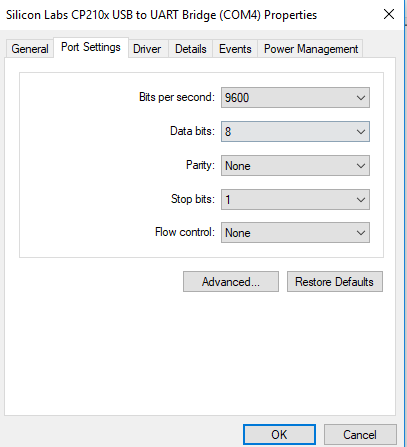 Silicon Labs CP210x USB to UART Bridge (COM4) Properties
General Port Settings Driver Details Events Power Management
Bits per second: 9600
Data bits: 8
Parity: None
Stop bits: 1
Flow control: None
Advanced... Restore Defaults
OK Cancel